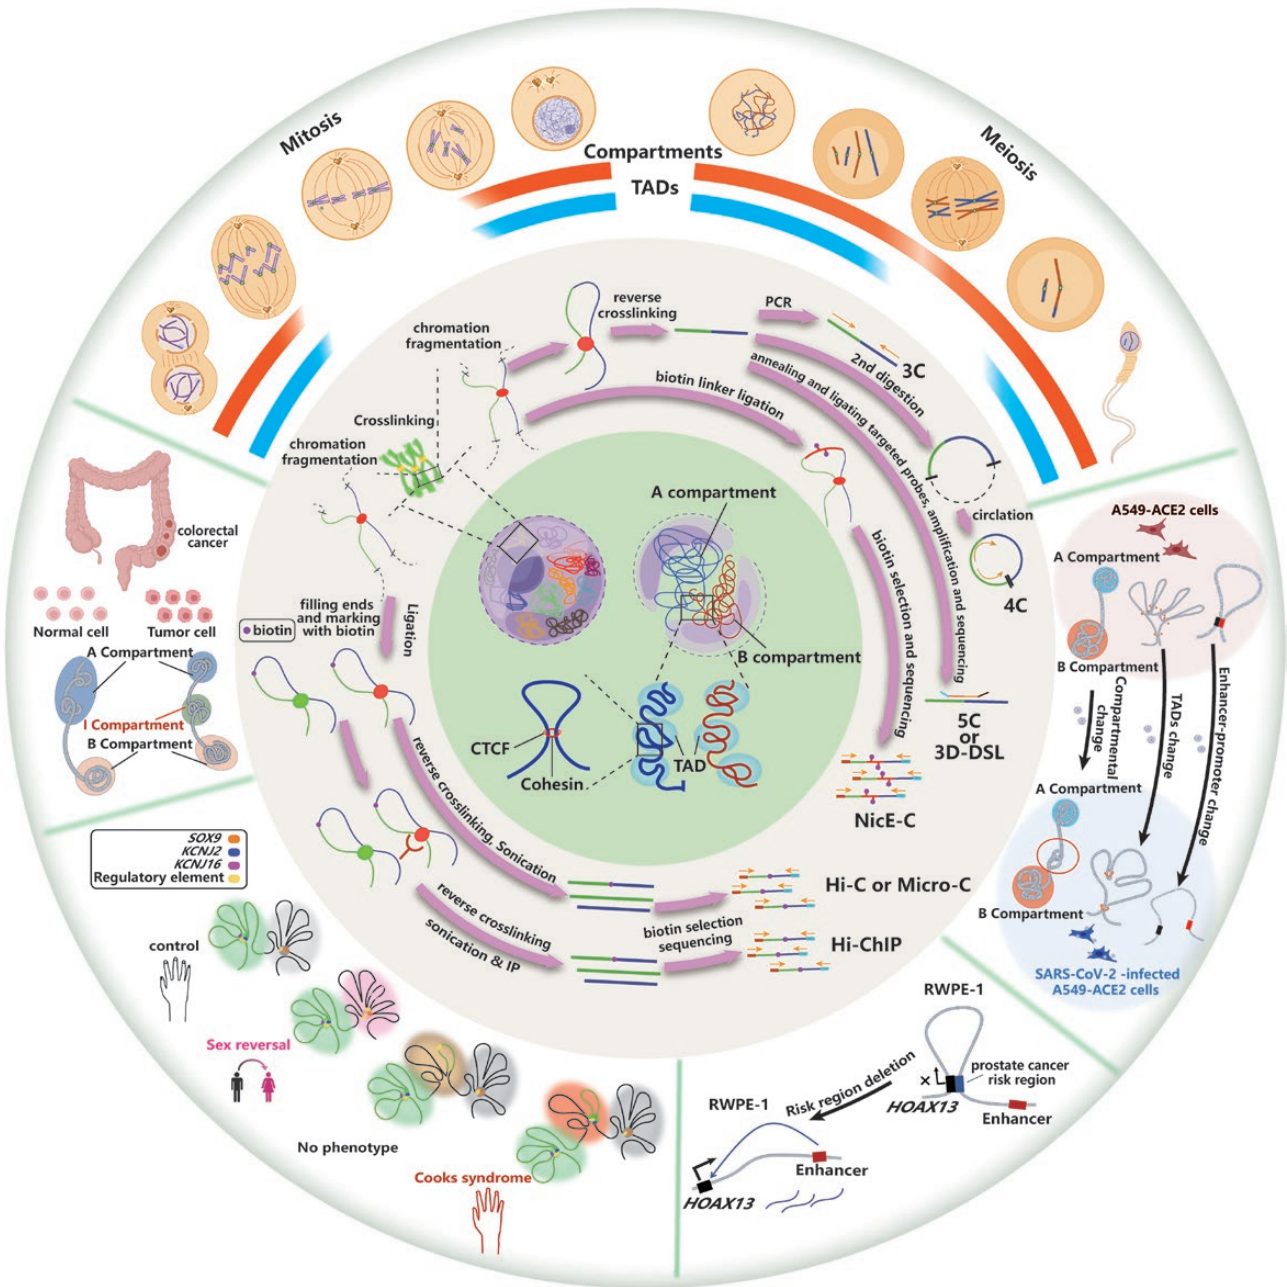 Mitosis
Meiosis
Compartments
TADs
reverse
crosslinking
PCR
chromation
fragmentation
3C
2nd digestion
annealing and ligating targeted probes, amplification and sequencing
biotin linker ligation
Crosslinking
chromation
fragmentation
circlation
4C
biotin selection and sequencing
5C
or
3D-DSL
NicE-C
A compartment
B compartment
CTCF
Cohesin
TAD
filling ends
and marking
with biotin
biotin
Ligation
reverse crosslinking, Sonication
reverse crosslinking
sonication & IP
biotin selection
sequencing
Hi-C or Micro-C
Hi-ChIP
colorectal
cancer
Normal cell
Tumor cell
A Compartment
I Compartment
B Compartment
A549-ACE2 cells
A Compartment
B Compartment
Compartmental
change
TADs change
Enhancer-promoter change
A Compartment
B Compartment
SARS-CoV-2 -infected
A549-ACE2 cells
SOX9
KCNJ2
KCNJ16
Regulatory element
control
Sex reversal
No phenotype
Cooks syndrome
RWPE-1
prostate cancer
risk region
HOAX13
Enhancer
Risk region deletion
RWPE-1
Enhancer
HOAX13